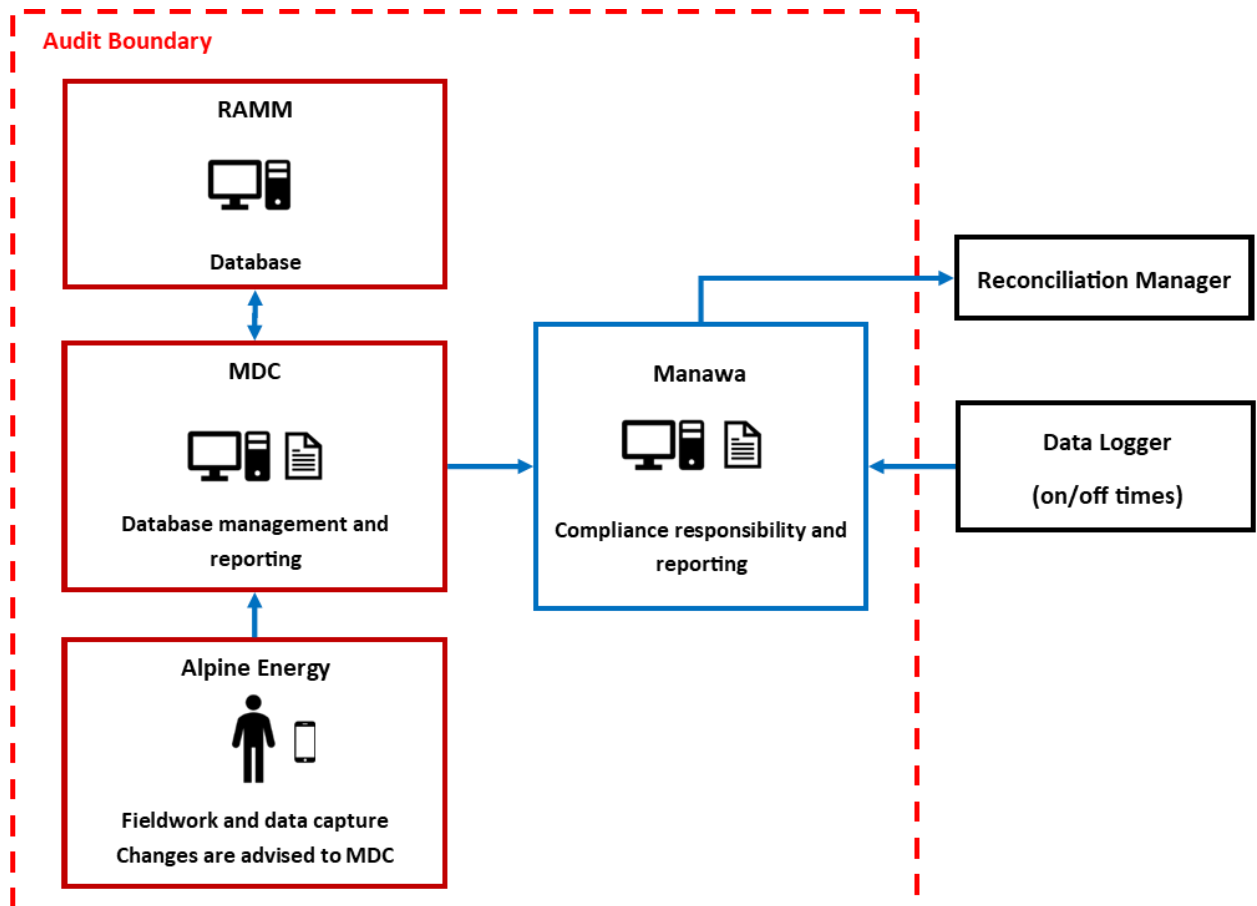 Audit Boundary
RAMM
Database
MDC
Database management and
reporting
Alpine Energy
Fieldwork and data capture
Changes are advised to MDC
Manawa
Compliance responsibility and
reporting
Reconciliation Manager
Data Logger
(on/off times)